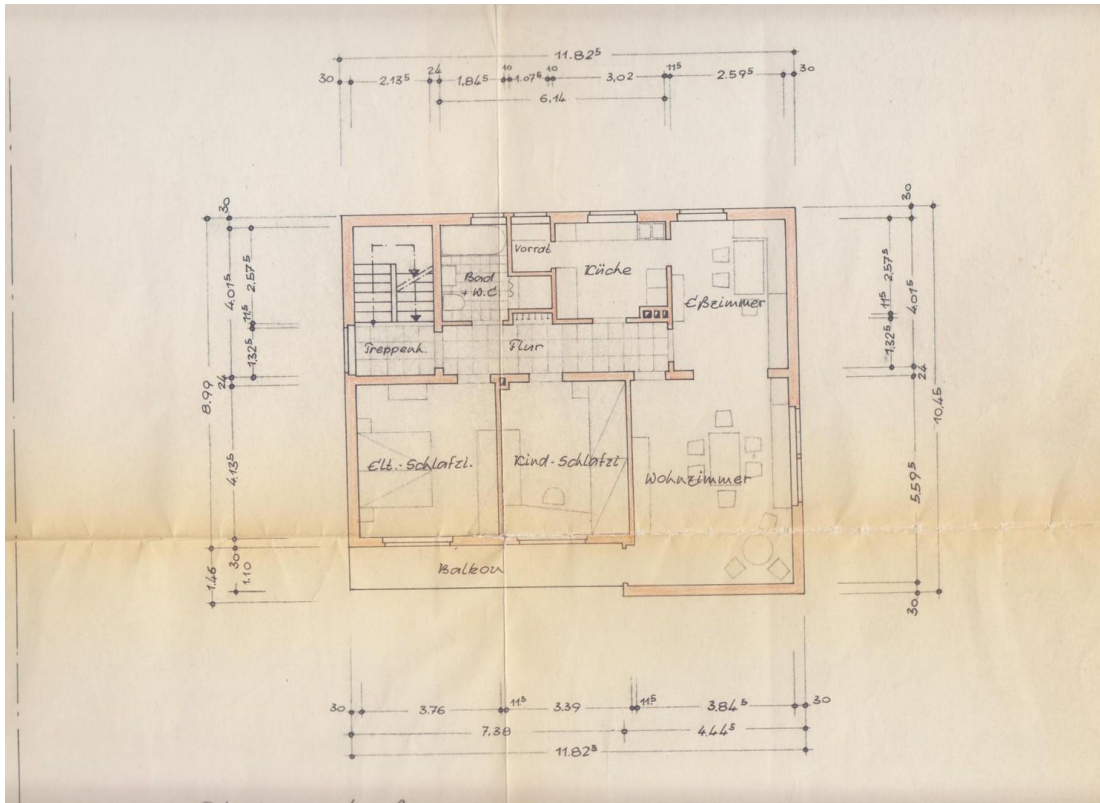 11.82⁵
30 2.13⁵ 24 1.84⁵ 10 1.07⁵ 10 3,02 11⁵ 2.59⁵ 30
6.14
30
4.01⁵
2,57⁵
11⁵
1,32⁵
24
8.99
4.13⁵
30
1.46
1.10
Vorrat
Bad
+ W.C
Küche
Eßzimmer
Treppenh.
Flur
Elt.-Schlafzi.
Kind-Schlafzi
Wohnzimmer
Balkon
30
2,57⁵
4.01⁵
11⁵
1,32⁵
24
10,45
5.59⁵
30
30 3.76 11⁵ 3.39 11⁵ 3.84⁵ 30
7.38 4.44⁵
11.82⁵